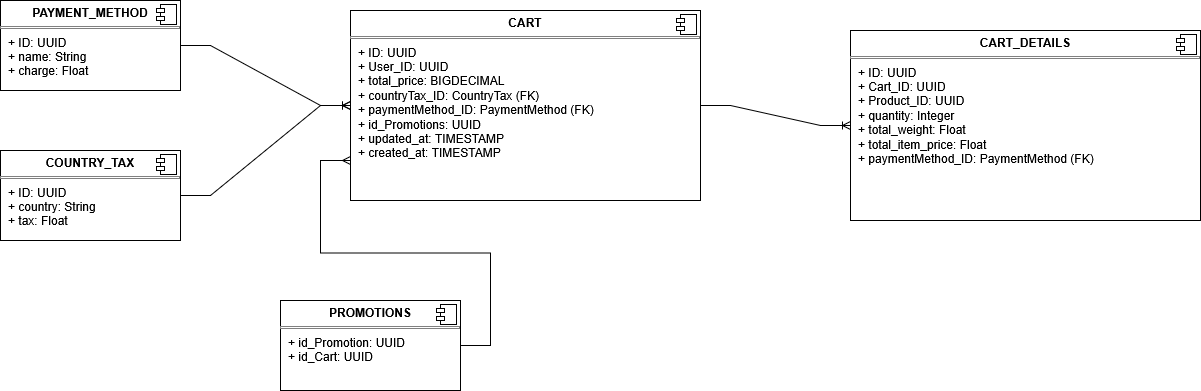 PAYMENT_METHOD
+ ID: UUID
+ name: String
+ charge: Float
COUNTRY_TAX
+ ID: UUID
+ country: String
+ tax: Float
CART
+ ID: UUID
+ User_ID: UUID
+ total_price: BIGDECIMAL
+ countryTax_ID: CountryTax (FK)
+ paymentMethod_ID: PaymentMethod (FK)
+ id_Promotions: UUID
+ updated_at: TIMESTAMP
+ created_at: TIMESTAMP
CART_DETAILS
+ ID: UUID
+ Cart_ID: UUID
+ Product_ID: UUID
+ quantity: Integer
+ total_weight: Float
+ total_item_price: Float
+ paymentMethod_ID: PaymentMethod (FK)
PROMOTIONS
+ id_Promotion: UUID
+ id_Cart: UUID